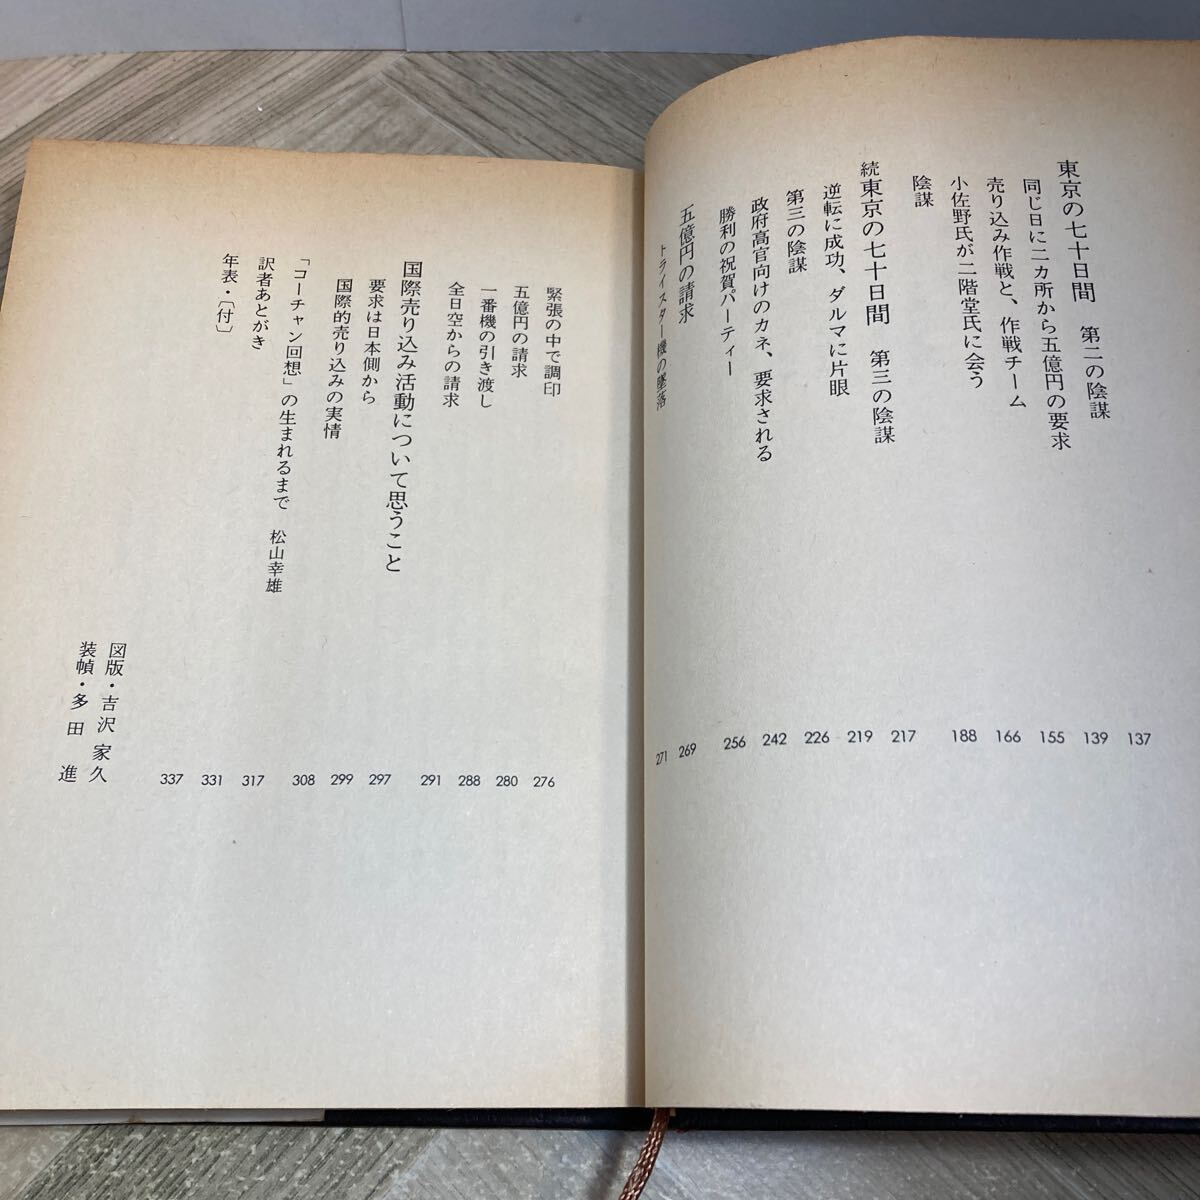 東京の七十日間 第二の陰謀 137
同じ日に二カ所から五億円の要求 139
売り込み作戦と、作戦チーム 155
小佐野氏が二階堂氏に会う 166
陰謀 188
続東京の七十日間 第三の陰謀 217
逆転に成功、ダルマに片眼 219
第三の陰謀 226
政府高官向けのカネ、要求される 242
勝利の祝賀パーティー 256
五億円の請求 269
トライスター機の墜落 271
緊張の中で調印 276
五億円の請求 280
一番機の引き渡し 288
全日空からの請求 291
国際売り込み活動について思うこと 297
要求は日本側から 299
国際的売り込みの実情 308
「コーチャン回想」の生まれるまで 松山幸雄 317
訳者あとがき 331
年表・〔付〕 337
図版・吉沢家久
装幀・多田進